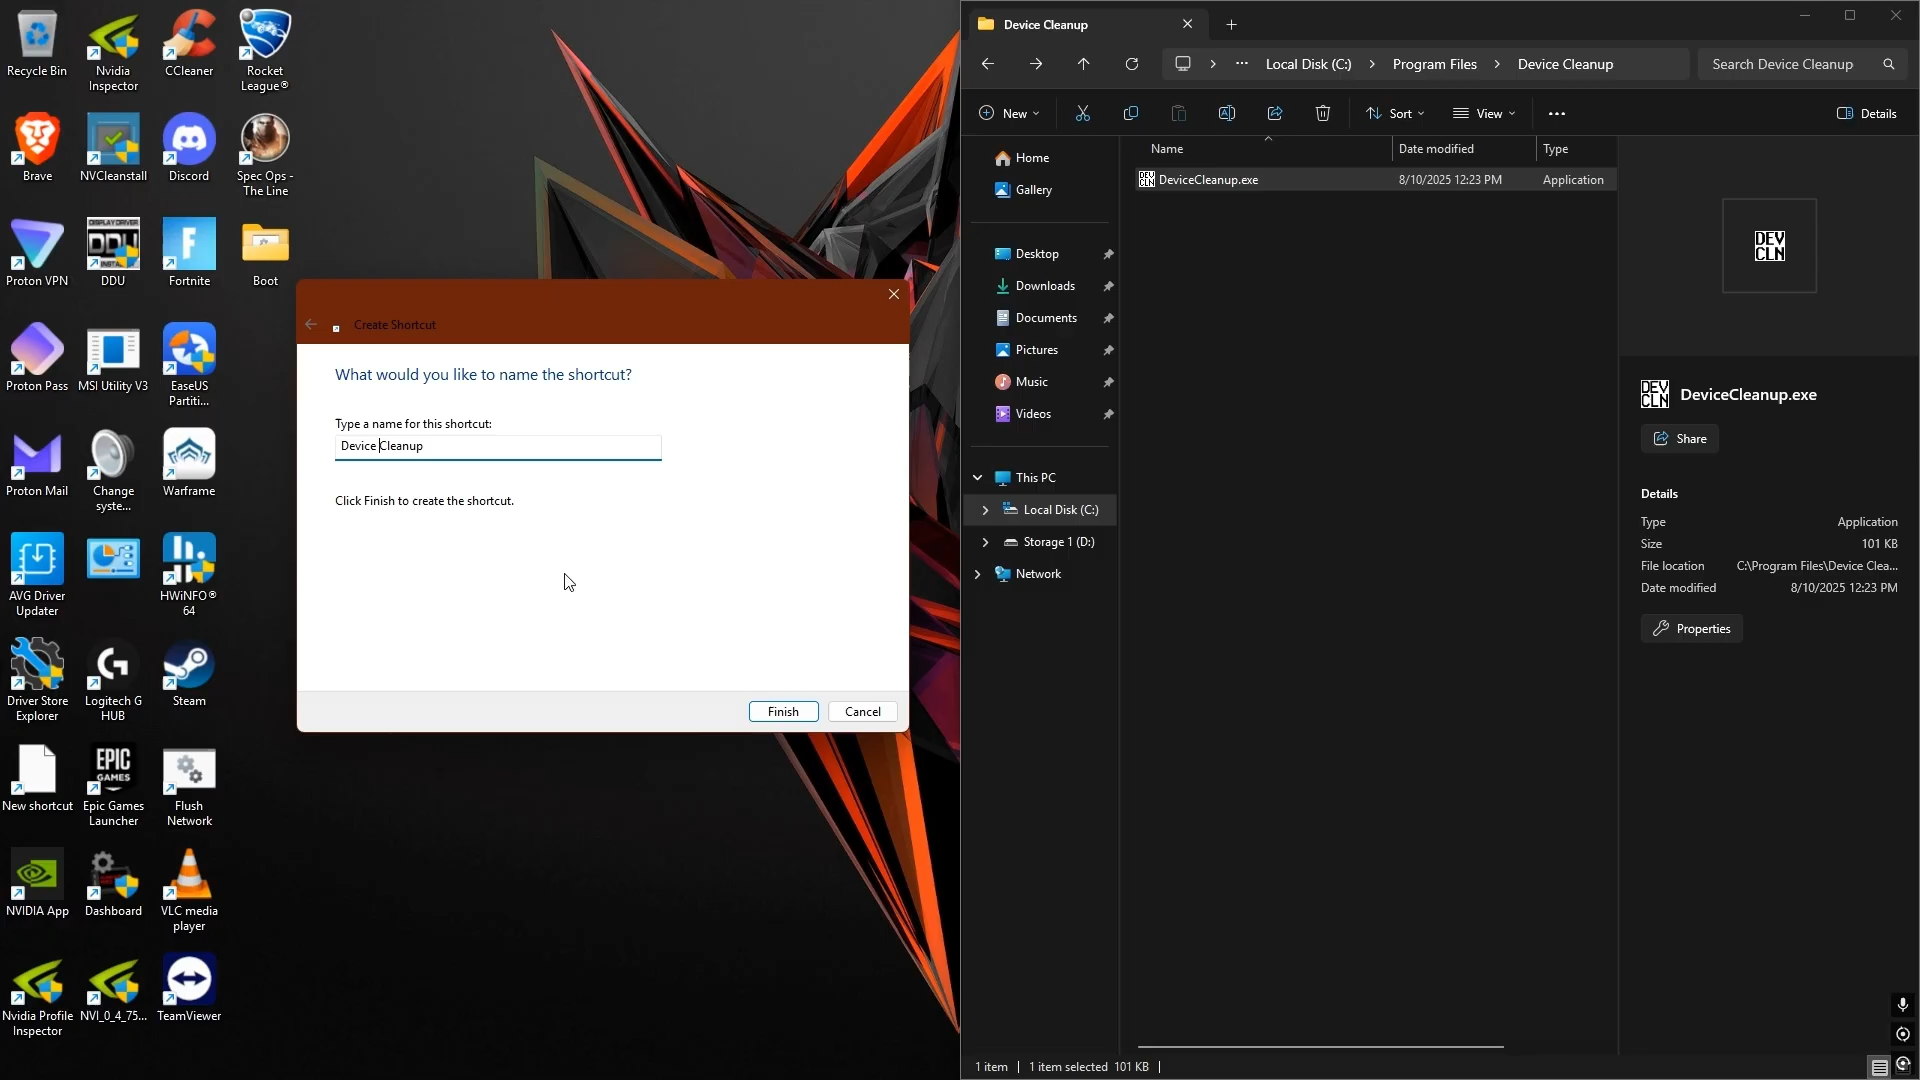 Recycle Bin
Nvidia
Inspector
CCleaner
Rocket
League®
Brave
NVCleanstall
Discord
Spec Ops -
The Line
Proton VPN
DISPLAY DRIVER
DDU
DDU
Fortnite
Boot
Proton Pass
MSI Utility V3
EaseUS
Partiti...
Proton Mail
Change
syste...
Warframe
AVG Driver
Updater
HWiNFO®
64
Driver Store
Explorer
Logitech G
HUB
Steam
New shortcut
EPIC
GAMES
Epic Games
Launcher
Flush
Network
NVIDIA App
Dashboard
VLC media
player
Nvidia Profile
Inspector
NVI_0_4_75...
TeamViewer
Create Shortcut
What would you like to name the shortcut?
Type a name for this shortcut:
Device Cleanup
Click Finish to create the shortcut.
Finish
Cancel
Device Cleanup
Local Disk (C:)
Program Files
Device Cleanup
Search Device Cleanup
New
Sort
View
Details
Home
Gallery
Desktop
Downloads
Documents
Pictures
Music
Videos
This PC
Local Disk (C:)
Storage 1 (D:)
Network
Name
Date modified
Type
DeviceCleanup.exe
8/10/2025 12:23 PM
Application
DEV
CLN
DEV
CLN
DeviceCleanup.exe
Share
Details
Type
Application
Size
101 KB
File location
C:\Program Files\Device Clea...
Date modified
8/10/2025 12:23 PM
Properties
1 item
1 item selected 101 KB